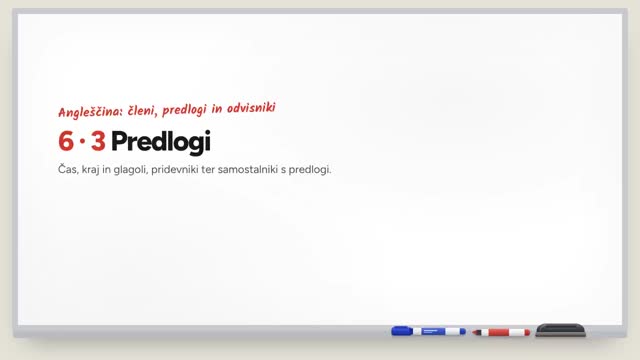 Angleščina: členi, predlogi in odvisniki
6 · 3 Predlogi
Čas, kraj in glagoli, pridevniki ter samostalniki s predlogi.